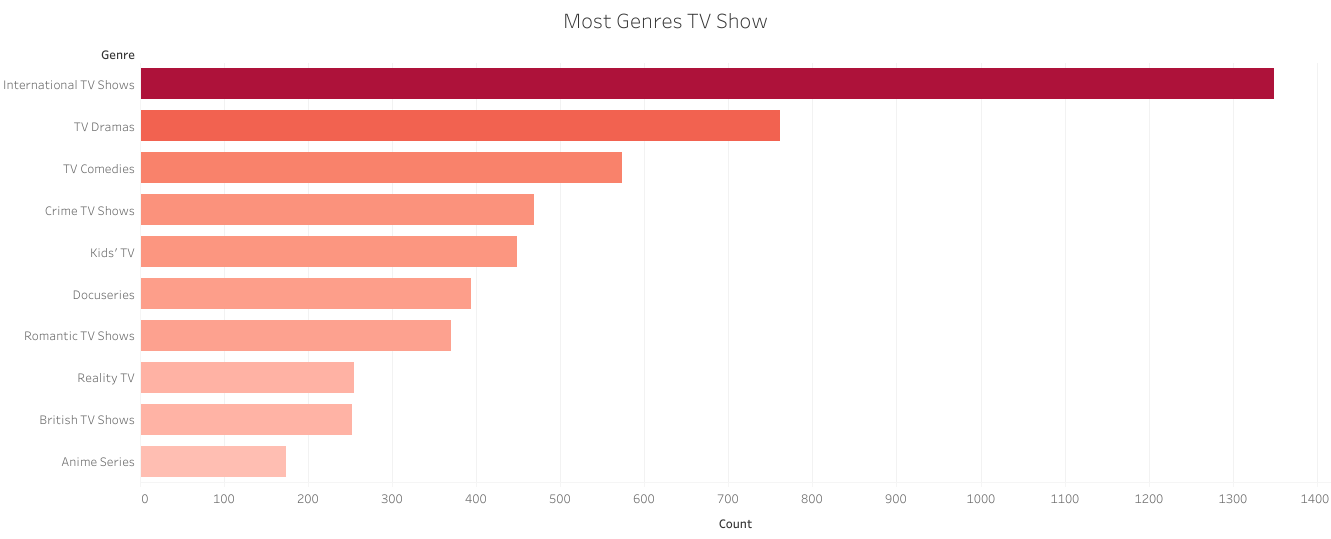 Most Genres TV Show
Genre
International TV Shows
TV Dramas
TV Comedies
Crime TV Shows
Kids’ TV
Docuseries
Romantic TV Shows
Reality TV
British TV Shows
Anime Series
0 100 200 300 400 500 600 700 800 900 1000 1100 1200 1300 1400
Count